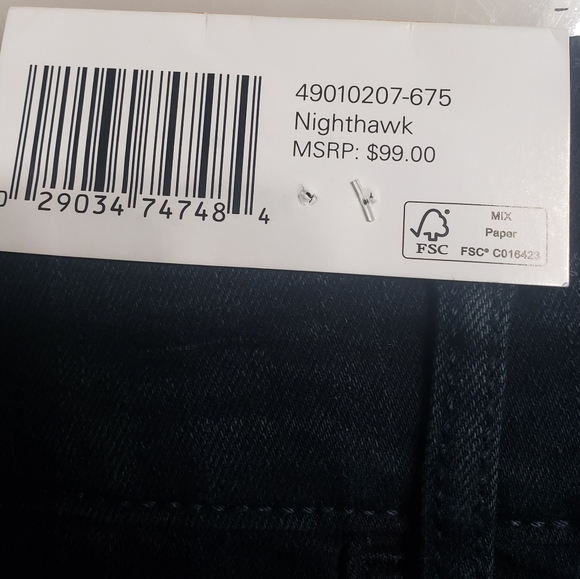 49010207-675
Nighthawk
MSRP: $99.00
0 29034 74748 4
MIX
Paper
FSC
FSC® C016423